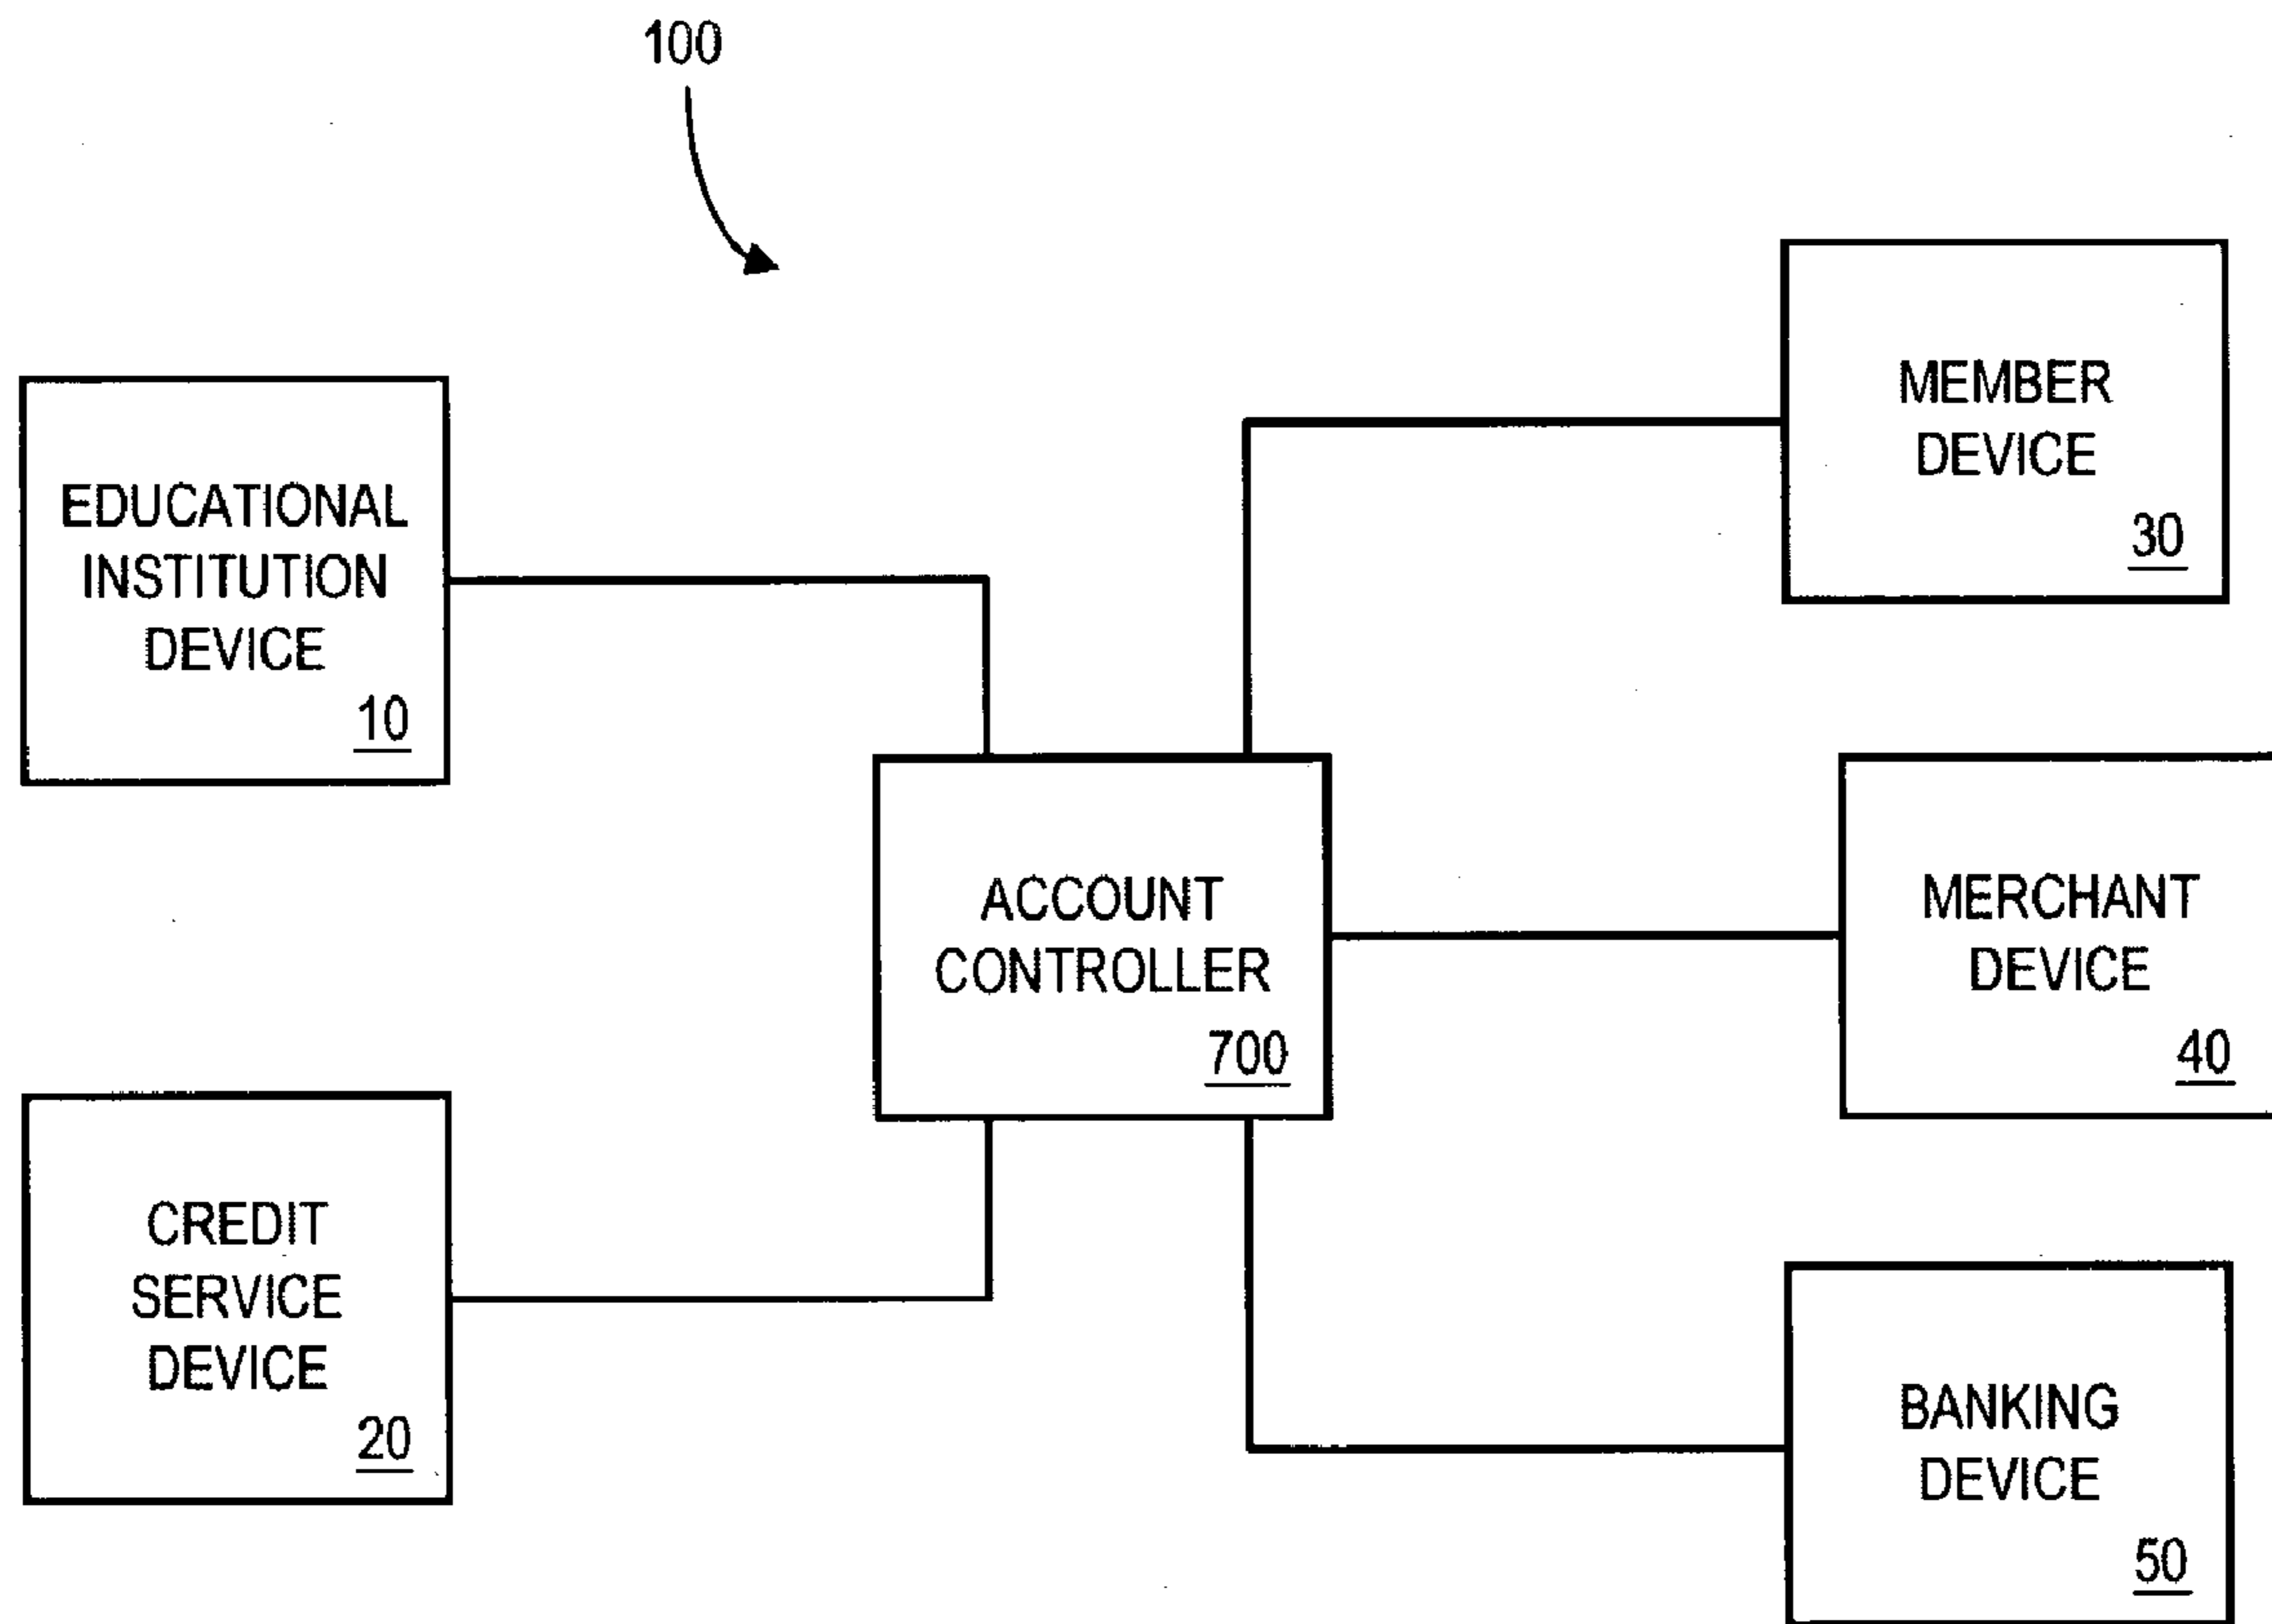 100
EDUCATIONAL
INSTITUTION
DEVICE
10
MEMBER
DEVICE
30
ACCOUNT
CONTROLLER
700
MERCHANT
DEVICE
40
CREDIT
SERVICE
DEVICE
20
BANKING
DEVICE
50